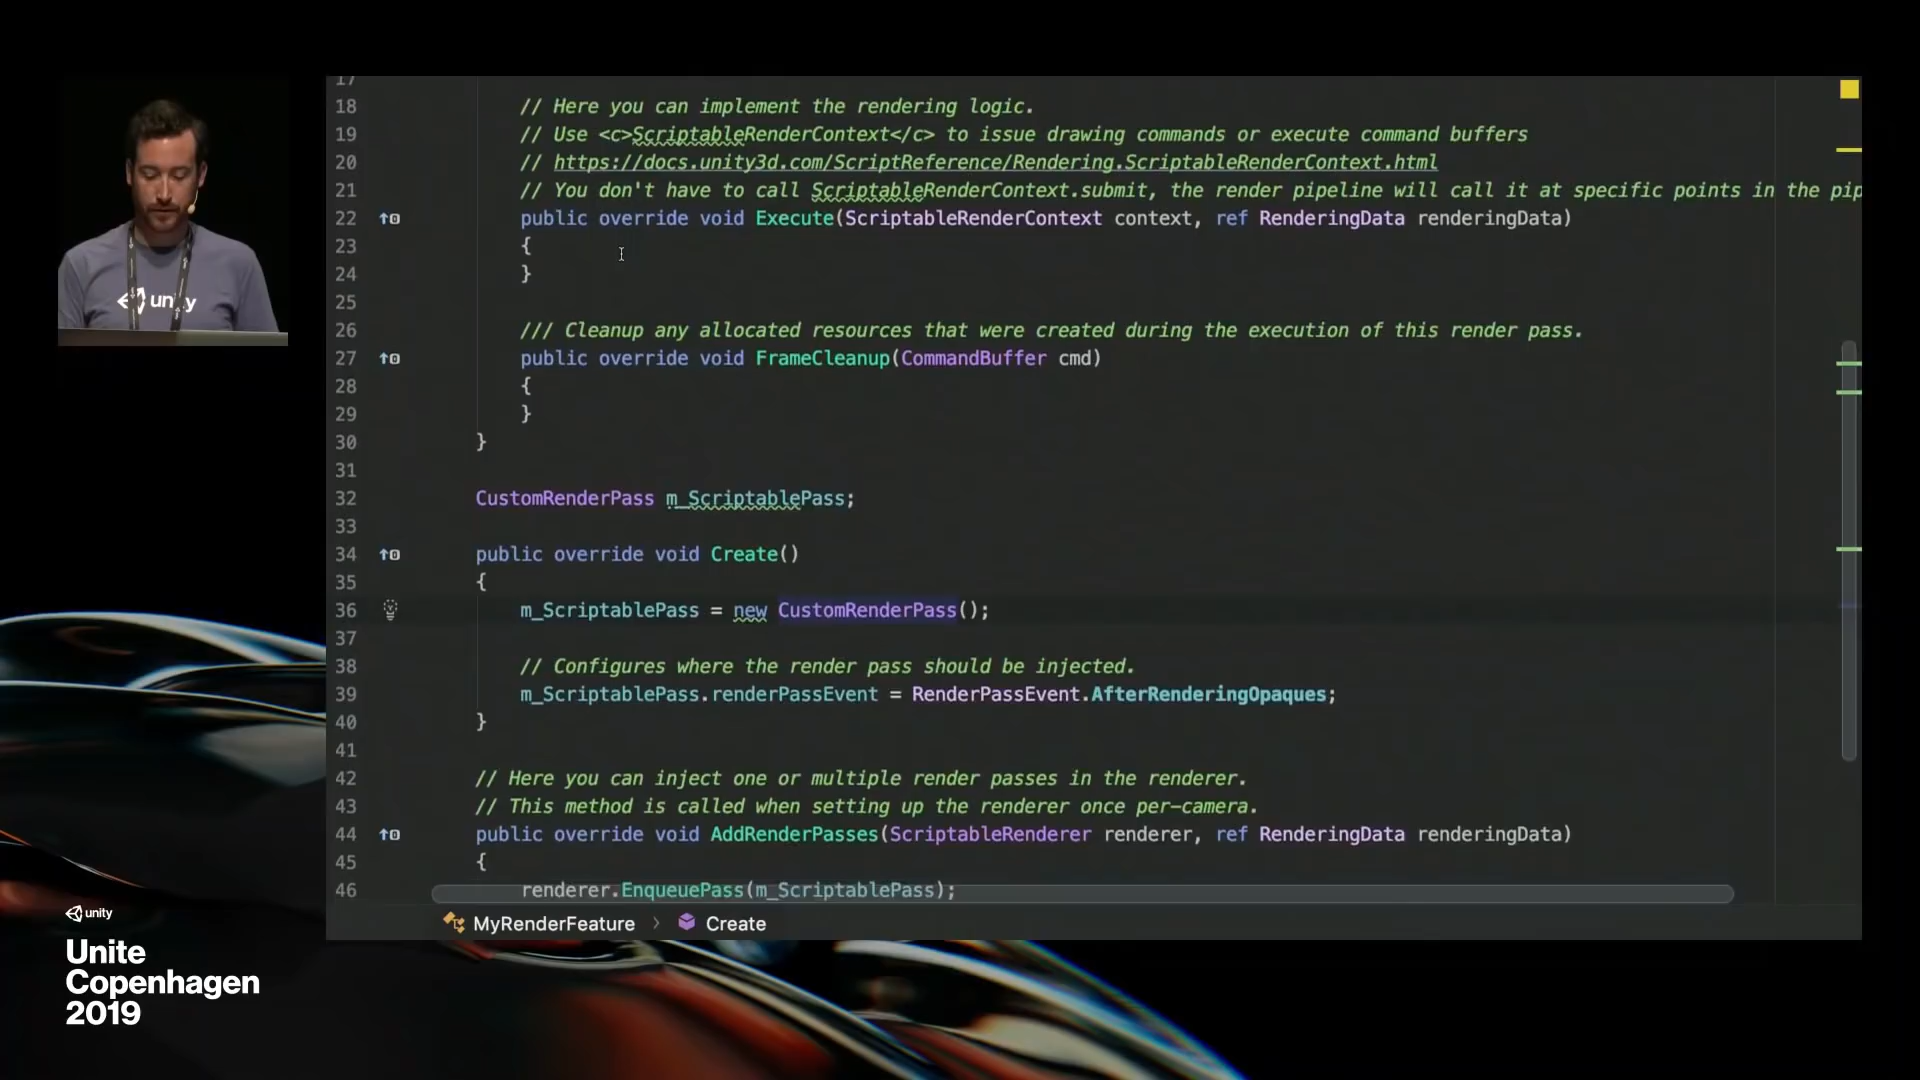 17
18 // Here you can implement the rendering logic.
19 // Use <c>ScriptableRenderContext</c> to issue drawing commands or execute command buffers
20 // https://docs.unity3d.com/ScriptReference/Rendering.ScriptableRenderContext.html
21 // You don't have to call ScriptableRenderContext.submit, the render pipeline will call it at specific points in the pip
22 public override void Execute(ScriptableRenderContext context, ref RenderingData renderingData)
23 {
24 }
25
26 /// Cleanup any allocated resources that were created during the execution of this render pass.
27 public override void FrameCleanup(CommandBuffer cmd)
28 {
29 }
30 }
31
32 CustomRenderPass m_ScriptablePass;
33
34 public override void Create()
35 {
36 m_ScriptablePass = new CustomRenderPass();
37
38 // Configures where the render pass should be injected.
39 m_ScriptablePass.renderPassEvent = RenderPassEvent.AfterRenderingOpaques;
40 }
41
42 // Here you can inject one or multiple render passes in the renderer.
43 // This method is called when setting up the renderer once per-camera.
44 public override void AddRenderPasses(ScriptableRenderer renderer, ref RenderingData renderingData)
45 {
46 renderer.EnqueuePass(m_ScriptablePass);
MyRenderFeature > Create
unity
unity
Unite
Copenhagen
2019